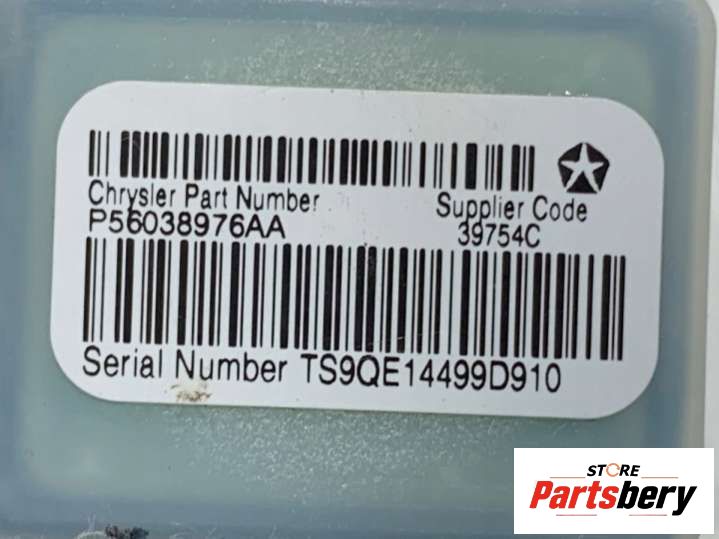 Chrysler Part Number
P56038976AA
Supplier Code
39754C
Serial Number TS9QE14499D910
STORE
Partsbery